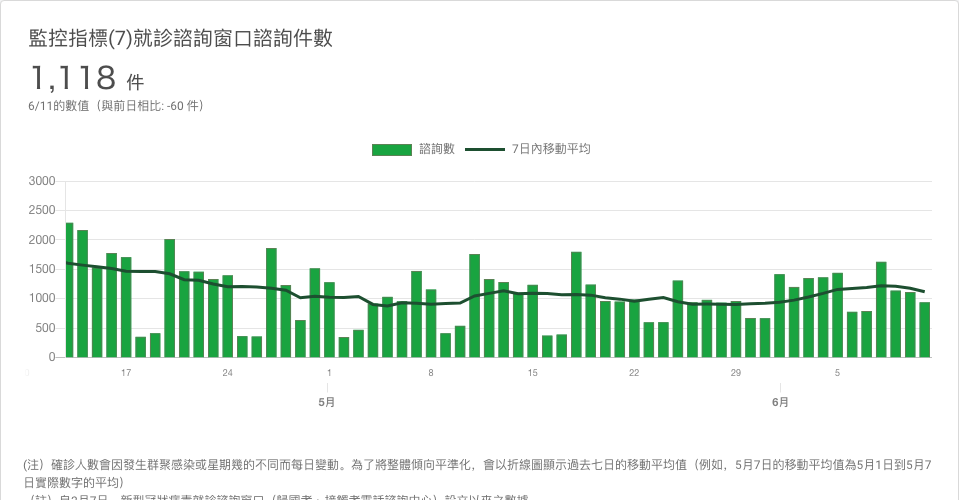 監控指標(7)就診諮詢窗口諮詢件數
1,118 件
6/11的數值（與前日相比: -60 件）
諮詢數 7日內移動平均
3000
2500
2000
1500
1000
500
0
17 24 1 8 15 22 29 5
5月 6月
(注）確診人數會因發生群聚感染或星期幾的不同而每日變動。為了將整體傾向平準化，會以折線圖顯示過去七日的移動平均值（例如，5月7日的移動平均值為5月1日到5月7
日實際數字的平均)